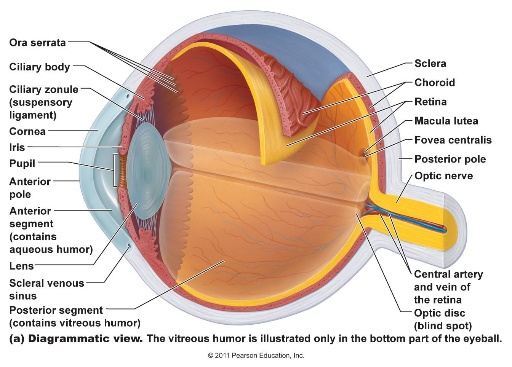 Ora serrata
Ciliary body
Ciliary zonule
(suspensory
ligament)
Cornea
Iris
Pupil
Anterior
pole
Anterior
segment
(contains
aqueous humor)
Lens
Scleral venous
sinus
Posterior segment
(contains vitreous humor)
Sclera
Choroid
Retina
Macula lutea
Fovea centralis
Posterior pole
Optic nerve
Central artery
and vein of
the retina
Optic disc
(blind spot)
(a) Diagrammatic view. The vitreous humor is illustrated only in the bottom part of the eyeball.
© 2011 Pearson Education, Inc.